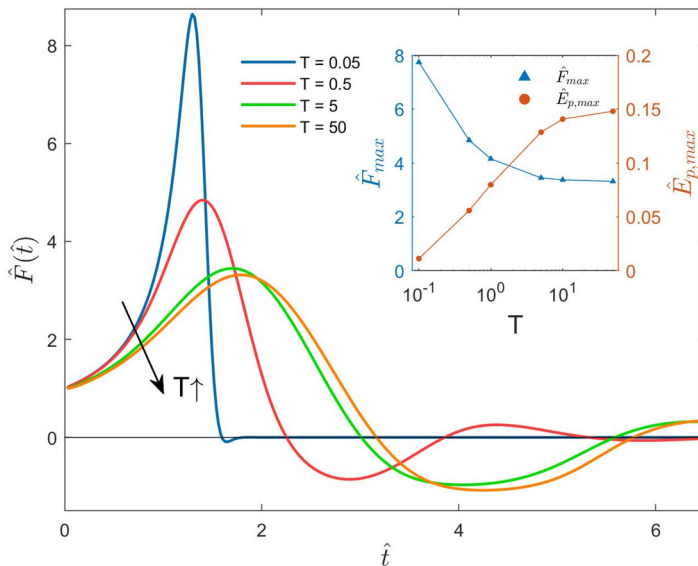 8
6
4
2
0
F̂(t̂)
0
2
4
6
t̂
T = 0.05
T = 0.5
T = 5
T = 50
T↑
8
6
4
2
0
F̂max
F̂max
Êp,max
0.2
0.15
0.1
0.05
0
Êp,max
10⁻¹
10⁰
10¹
T